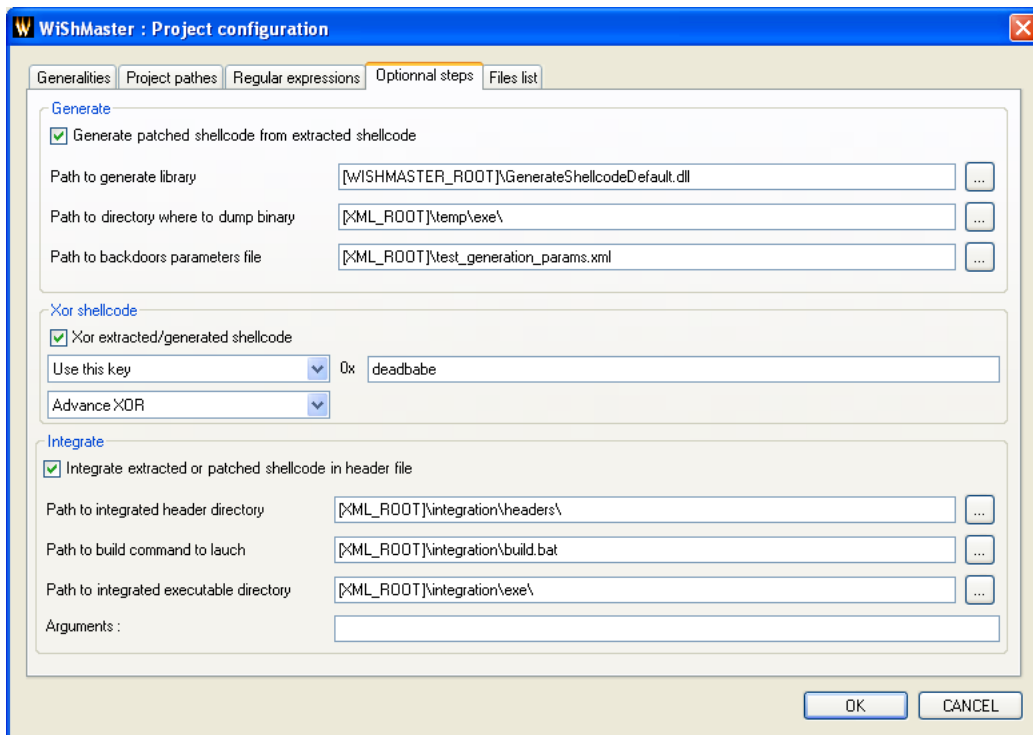 WiShMaster : Project configuration
Generalities Project pathes Regular expressions Optionnal steps Files list
Generate
Generate patched shellcode from extracted shellcode
Path to generate library [WISHMASTER_ROOT]\GenerateShellcodeDefault.dll ...
Path to directory where to dump binary [XML_ROOT]\temp\exe\ ...
Path to backdoors parameters file [XML_ROOT]\test_generation_params.xml ...
Xor shellcode
Xor extracted/generated shellcode
Use this key 0x deadbabe
Advance XOR
Integrate
Integrate extracted or patched shellcode in header file
Path to integrated header directory [XML_ROOT]\integration\headers\ ...
Path to build command to lauch [XML_ROOT]\integration\build.bat ...
Path to integrated executable directory [XML_ROOT]\integration\exe\ ...
Arguments :
OK CANCEL